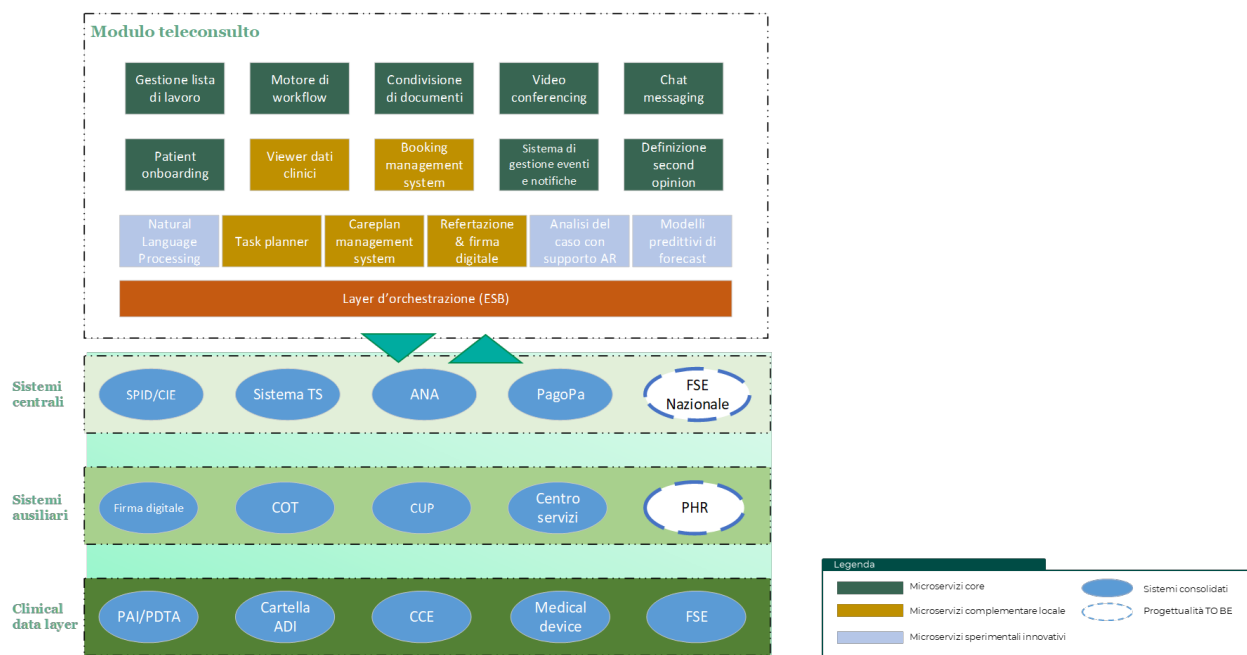 Modulo teleconsulto
Gestione lista
di lavoro
Motore di
workflow
Condivisione
di documenti
Video
conferencing
Chat
messaging
Patient
onboarding
Viewer dati
clinici
Booking
management
system
Sistema di
gestione eventi
e notifiche
Definizione
second
opinion
Natural
Language
Processing
Task planner
Careplan
management
system
Refertazione
& firma
digitale
Analisi del
caso con
supporto AR
Modelli
predittivi di
forecast
Layer d’orchestrazione (ESB)
Sistemi
centrali
SPID/CIE
Sistema TS
ANA
PagoPa
FSE
Nazionale
Sistemi
ausiliari
Firma digitale
COT
CUP
Centro
servizi
PHR
Clinical
data layer
PAI/PDTA
Cartella
ADI
CCE
Medical
device
FSE
Legenda
Microservizi core
Microservizi complementare locale
Microservizi sperimentali innovativi
Sistemi consolidati
Progettualità TO BE